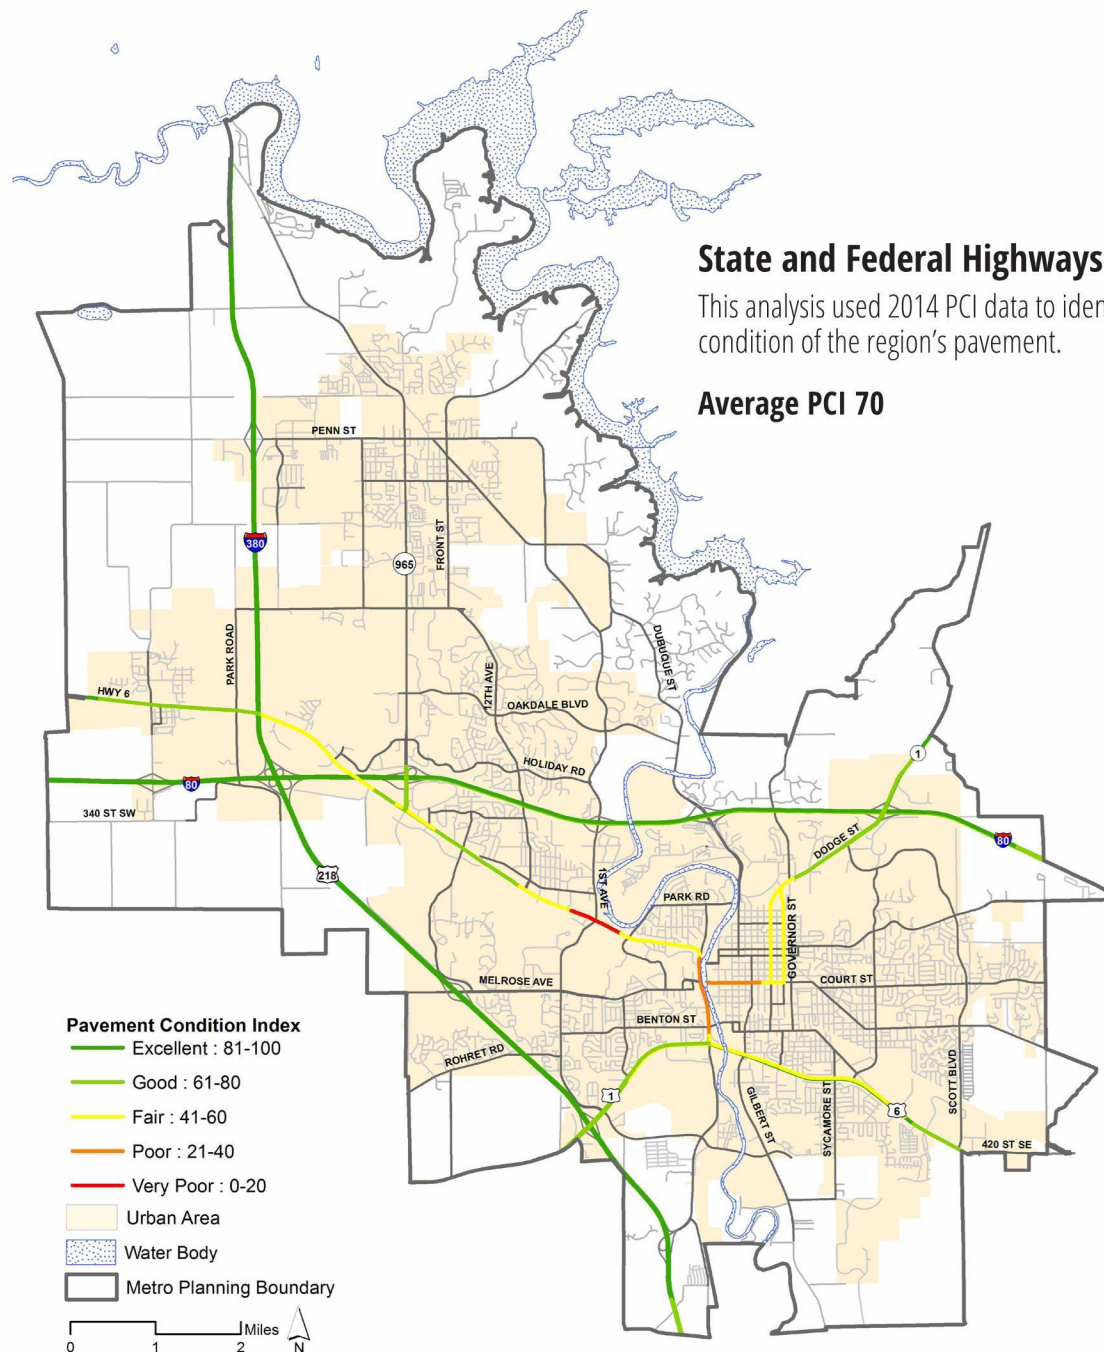 State and Federal Highways
This analysis used 2014 PCI data to iden
condition of the region's pavement.
Average PCI 70
PENN ST
380
965
FRONT ST
PARK ROAD
DUBUQUE ST
HWY 6
12TH AVE
OAKDALE BLVD
1
HOLIDAY RD
80
340 ST SW
DODGE ST
80
218
1ST AVE
PARK RD
GOVERNOR ST
MELROSE AVE
COURT ST
BENTON ST
ROHRET RD
1
GILBERT ST
SYCAMORE ST
6
SCOTT BLVD
420 ST SE
Pavement Condition Index
Excellent : 81-100
Good : 61-80
Fair : 41-60
Poor : 21-40
Very Poor : 0-20
Urban Area
Water Body
Metro Planning Boundary
Miles
0 1 2
N